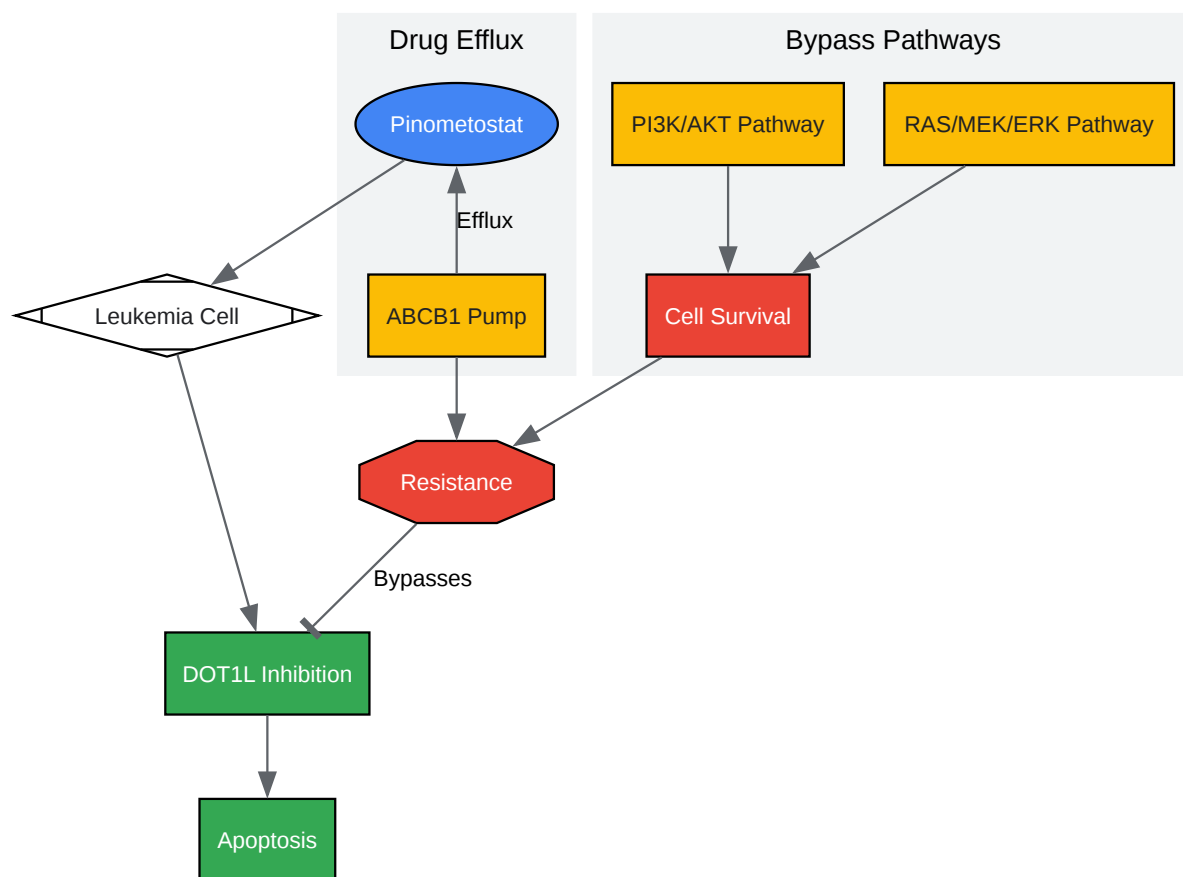 Drug Efflux
Bypass Pathways
Pinometostat
PI3K/AKT Pathway
RAS/MEK/ERK Pathway
Efflux
Leukemia Cell
ABCB1 Pump
Cell Survival
Resistance
Bypasses
DOT1L Inhibition
Apoptosis